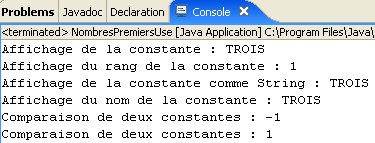 Problems Javadoc Declaration Console
<terminated> NombresPremiersUse [Java Application] C:\Program Files\Java\
Affichage de la constante : TROIS
Affichage du rang de la constante : 1
Affichage de la constante comme String : TROIS
Affichage du nom de la constante : TROIS
Comparaison de deux constantes : -1
Comparaison de deux constantes : 1